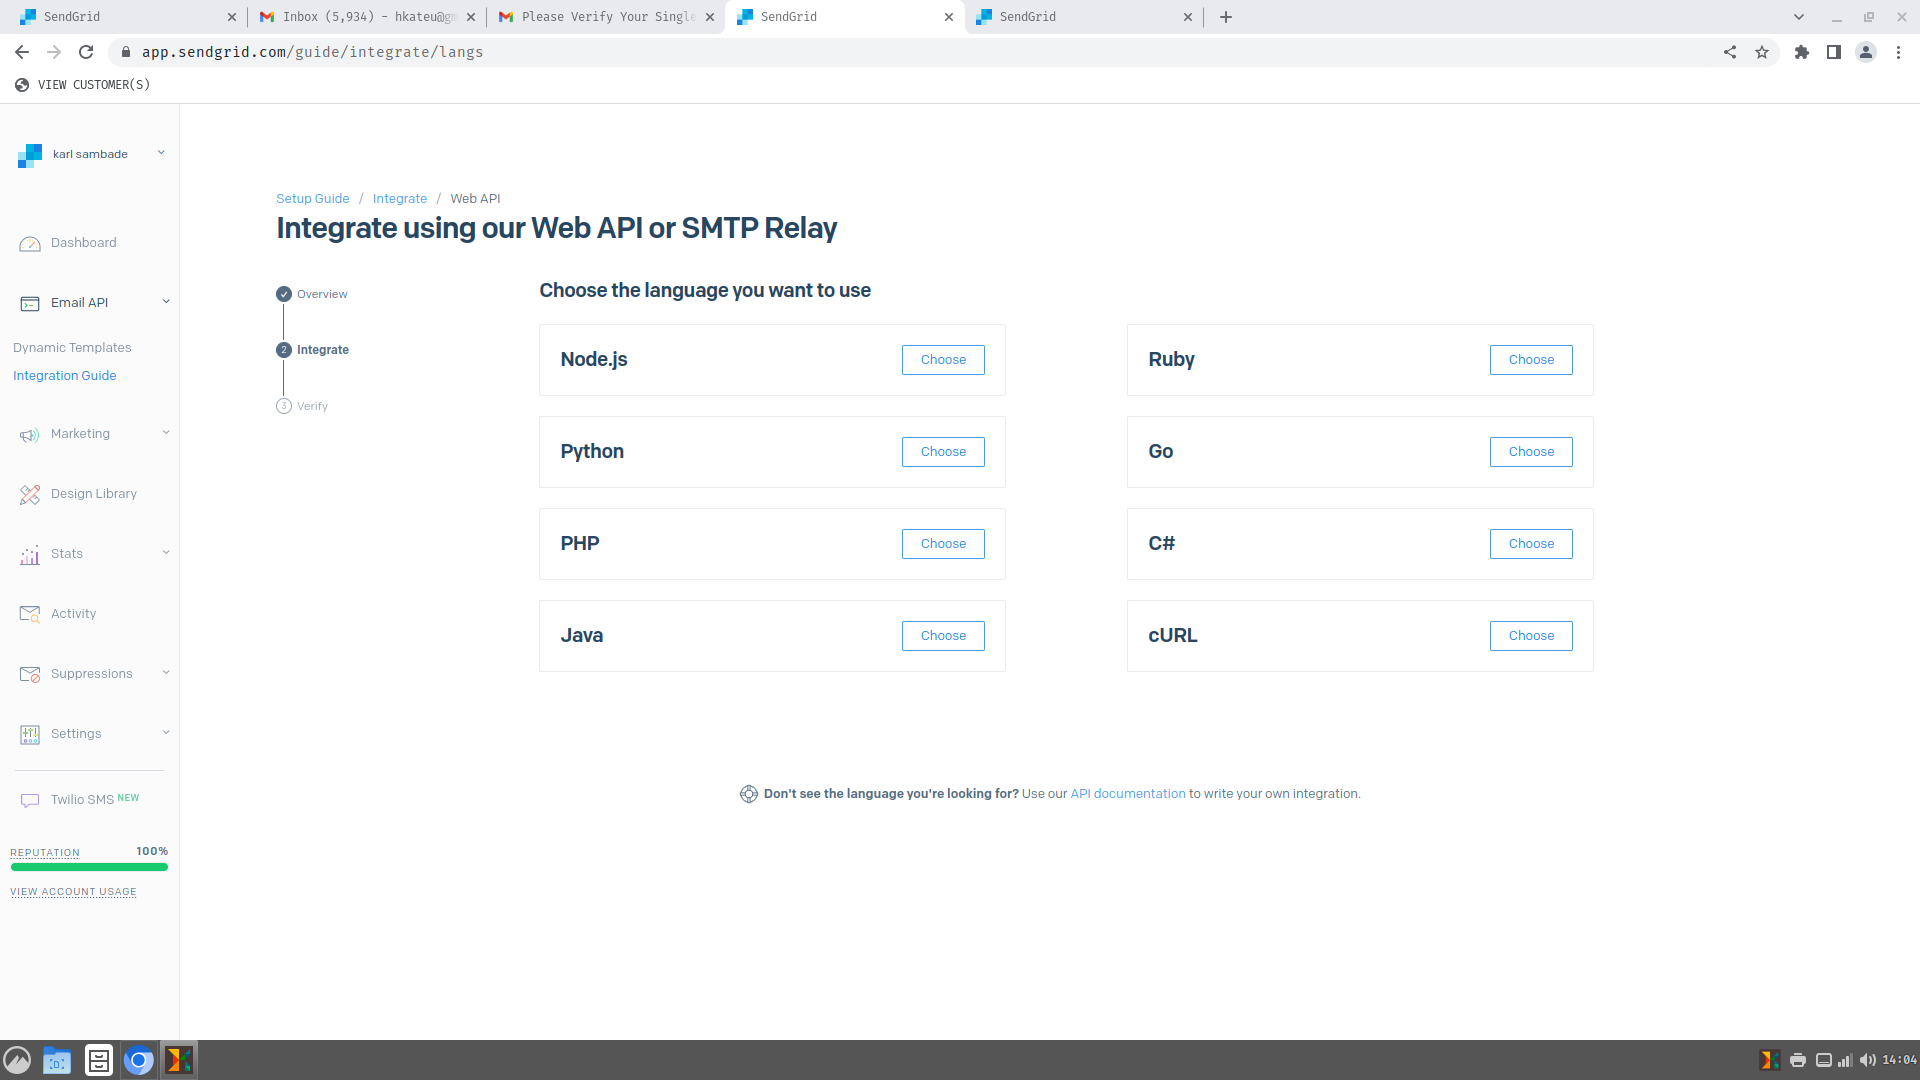 SendGrid
Inbox (5,934) - hkateu@gm
Please Verify Your Single
SendGrid
SendGrid
app.sendgrid.com/guide/integrate/langs
VIEW CUSTOMER(S)
karl sambade
Dashboard
Email API
Dynamic Templates
Integration Guide
Marketing
Design Library
Stats
Activity
Suppressions
Settings
Twilio SMS NEW
REPUTATION 100%
VIEW ACCOUNT USAGE
Setup Guide / Integrate / Web API
Integrate using our Web API or SMTP Relay
Overview
2 Integrate
3 Verify
Choose the language you want to use
Node.js Choose
Ruby Choose
Python Choose
Go Choose
PHP Choose
C# Choose
Java Choose
cURL Choose
Don't see the language you're looking for? Use our API documentation to write your own integration.
14:04